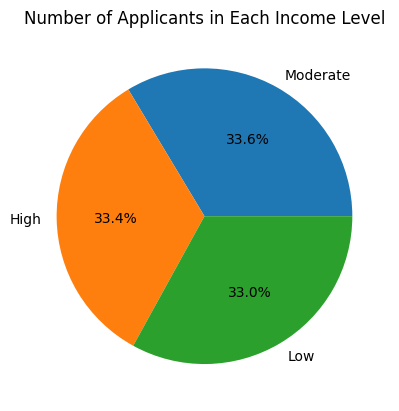 Number of Applicants in Each Income Level
Moderate
33.6%
High
33.4%
33.0%
Low